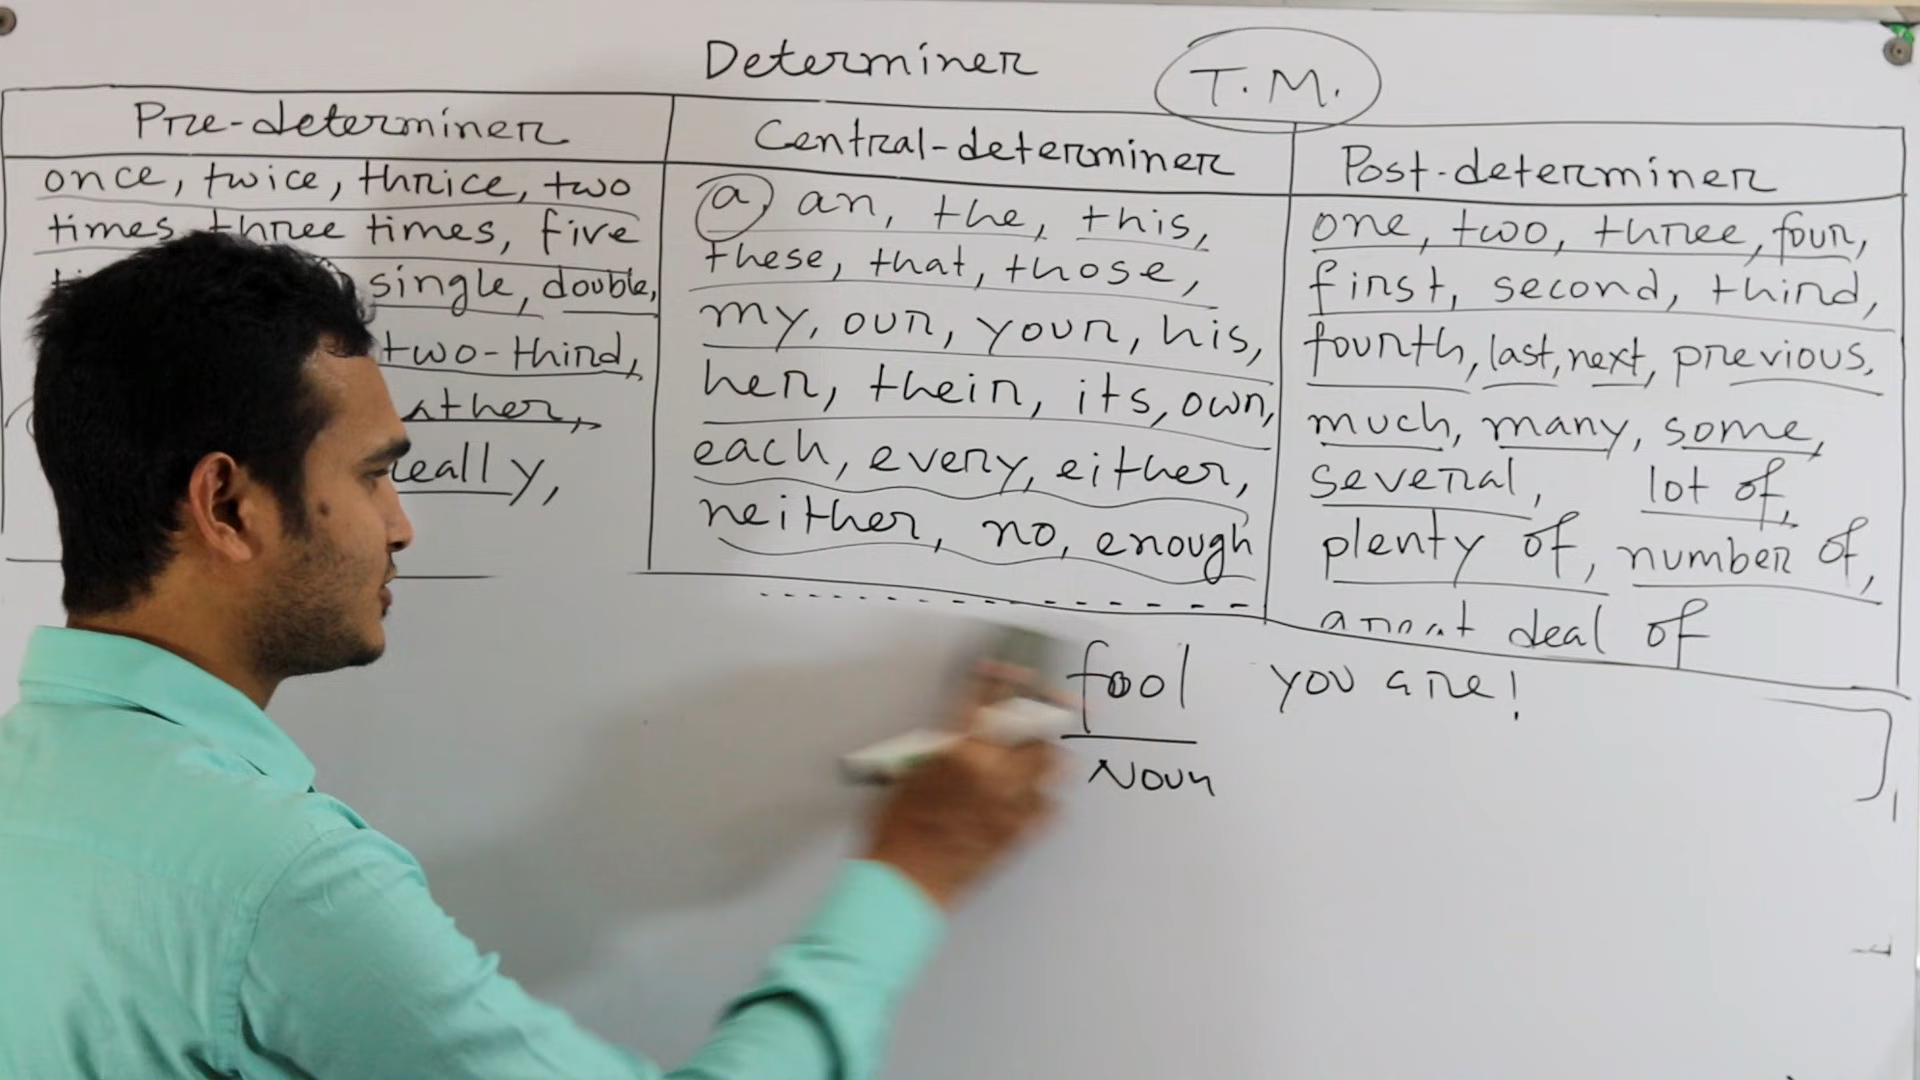 Determiner
T.M.
Pre-determiner
once, twice, thrice, two
times, three times, five
single, double,
two-third,
really,
Central-determiner
a, an, the, this,
these, that, those,
my, our, your, his,
her, their, its, own,
each, every, either,
neither, no, enough
Post-determiner
one, two, three, four,
first, second, third,
fourth, last, next, previous,
much, many, some,
several, lot of,
plenty of, number of,
deal of
fool you are!
Noun